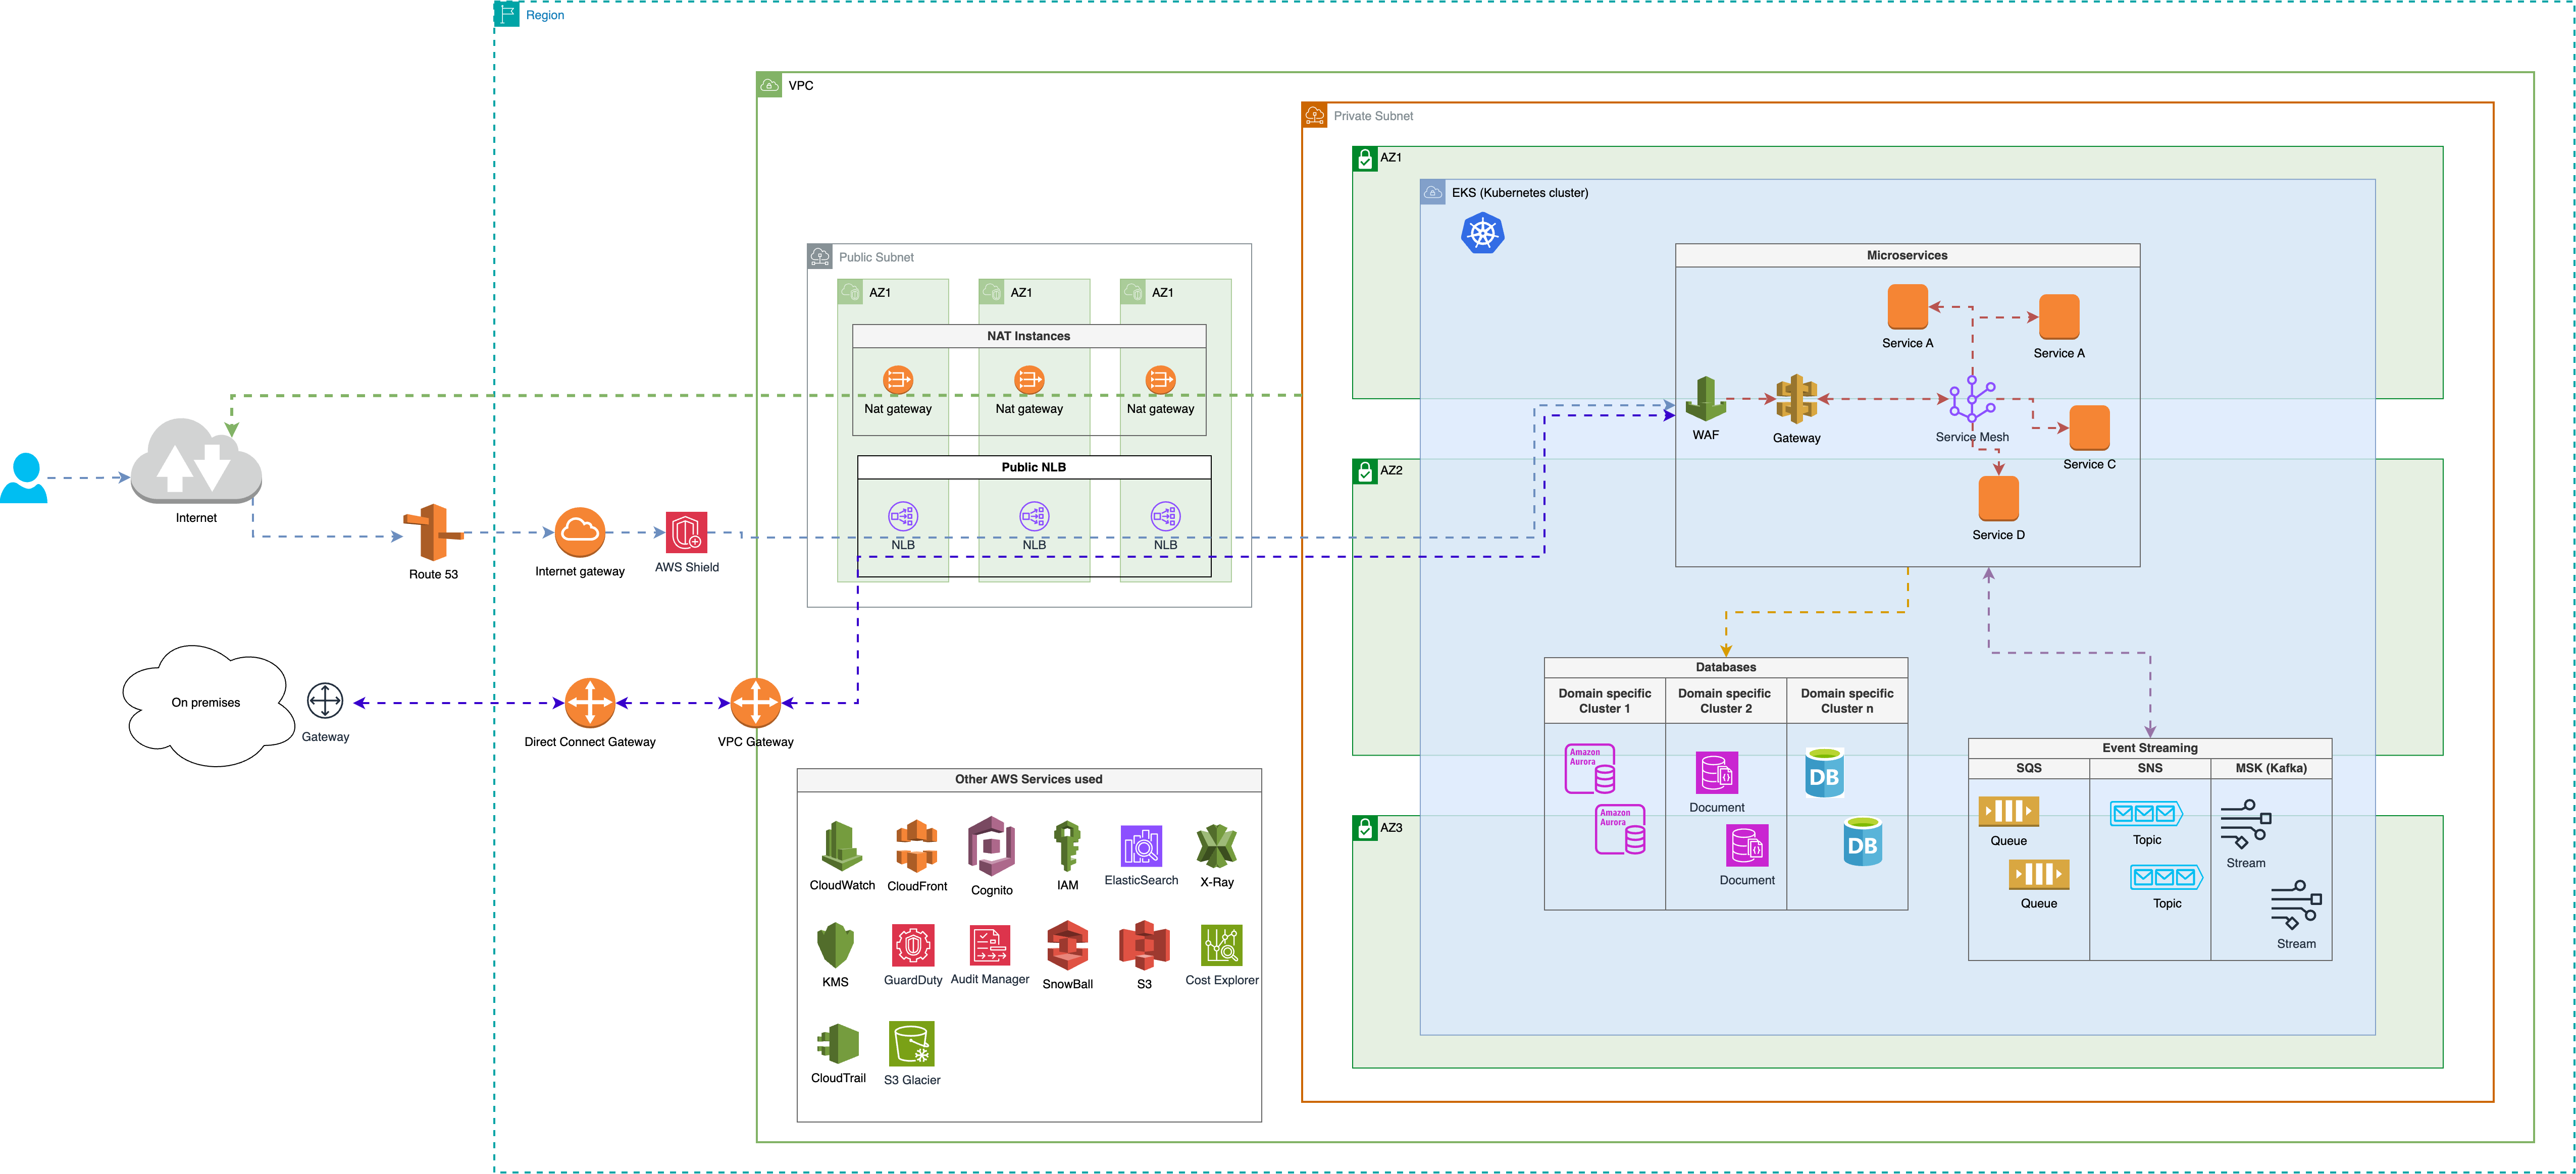 Region
VPC
Private Subnet
AZ1
EKS (Kubernetes cluster)
Microservices
Service A
Service A
WAF
Gateway
Service Mesh
Service C
Service D
Public Subnet
AZ1
AZ1
AZ1
NAT Instances
Nat gateway
Nat gateway
Nat gateway
Public NLB
NLB
NLB
NLB
Internet
Route 53
Internet gateway
AWS Shield
On premises
Gateway
Direct Connect Gateway
VPC Gateway
AZ2
Databases
Domain specific
Cluster 1
Domain specific
Cluster 2
Domain specific
Cluster n
Amazon
Aurora
Amazon
Aurora
Document
Document
DB
DB
Event Streaming
SQS
SNS
MSK (Kafka)
Queue
Queue
Topic
Topic
Stream
Stream
AZ3
Other AWS Services used
CloudWatch
CloudFront
Cognito
IAM
ElasticSearch
X-Ray
KMS
GuardDuty
Audit Manager
SnowBall
S3
Cost Explorer
CloudTrail
S3 Glacier